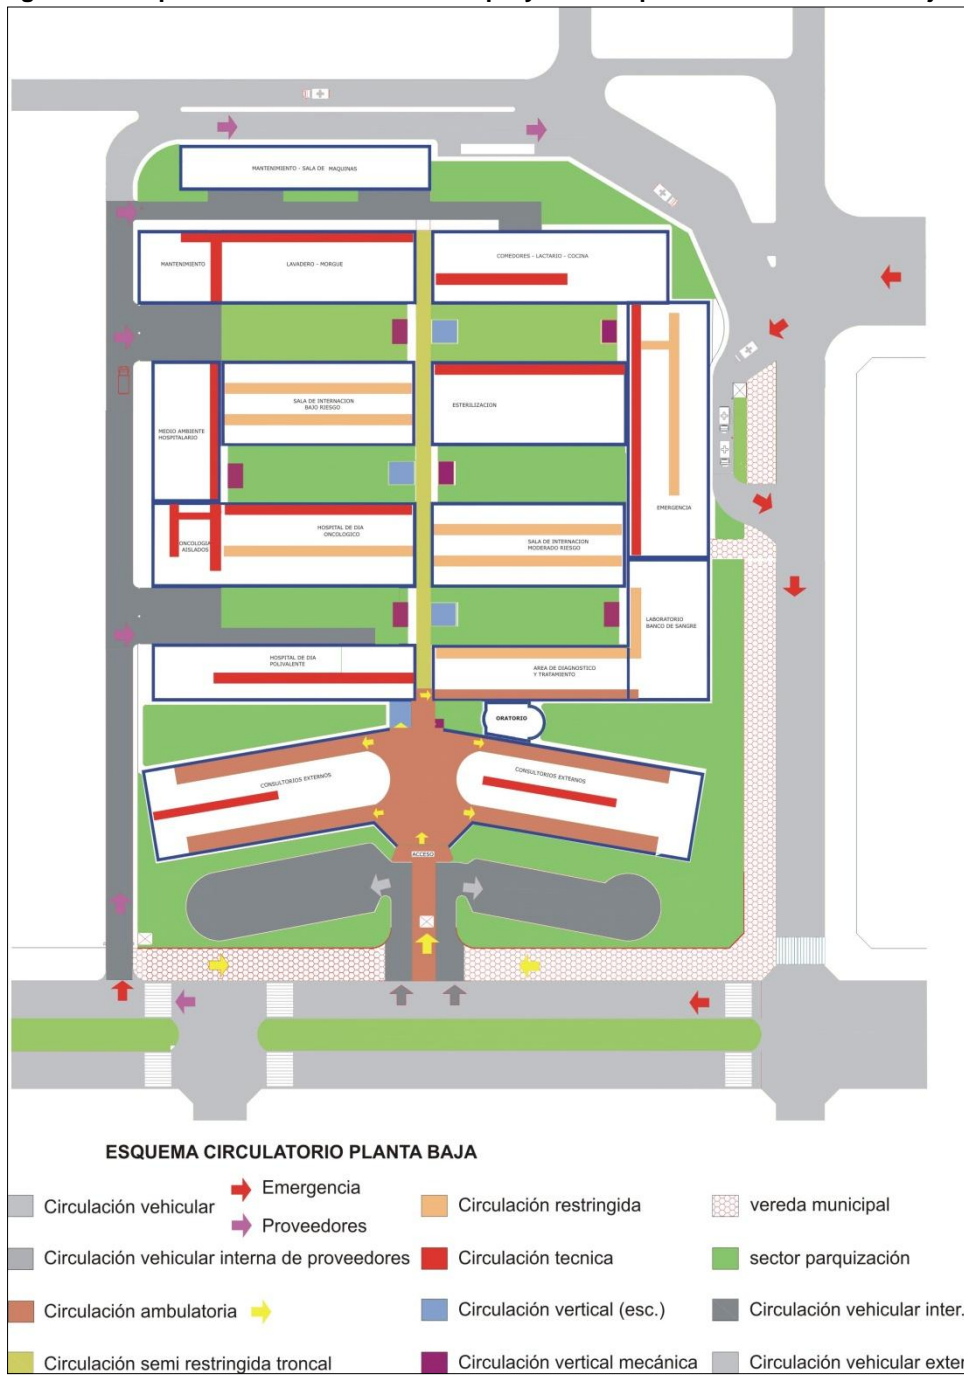 MANTENIMIENTO - SALA DE MAQUINAS
MANTENIMIENTO
LAVADERO - MORGUE
COMEDORES - LACTARIO - COCINA
SALA DE INTERNACION
BAJO RIESGO
ESTERILIZACION
MEDIO AMBIENTE
HOSPITALARIO
EMERGENCIA
ONCOLOGIA
AISLADOS
HOSPITAL DE DIA
ONCOLOGICO
SALA DE INTERNACION
MODERADO RIESGO
LABORATORIO
BANCO DE SANGRE
HOSPITAL DE DIA
POLIVALENTE
AREA DE DIAGNOSTICO
Y TRATAMIENTO
ORATORIO
CONSULTORIOS EXTERNOS
CONSULTORIOS EXTERNOS
ACCESO
ESQUEMA CIRCULATORIO PLANTA BAJA
Circulación vehicular
Emergencia
Proveedores
Circulación restringida
vereda municipal
Circulación vehicular interna de proveedores
Circulación tecnica
sector parquización
Circulación ambulatoria
Circulación vertical (esc.)
Circulación vehicular inter.
Circulación semi restringida troncal
Circulación vertical mecánica
Circulación vehicular exter